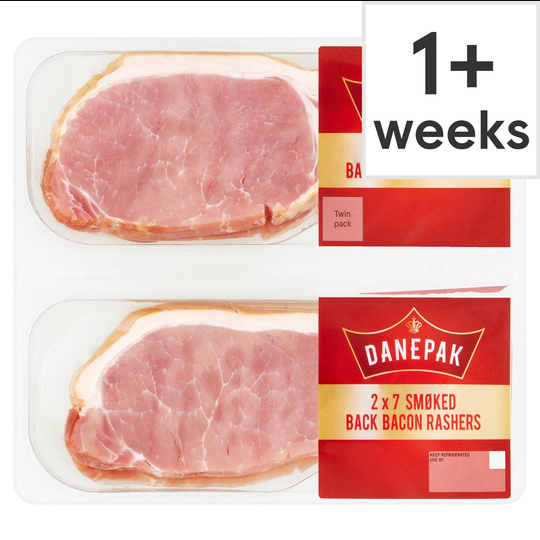 1+
weeks
BA
Twin
pack
DANEPAK
2 x 7 SMØKED
BACK BACON RASHERS
KEEP REFRIGERATED
USE BY: